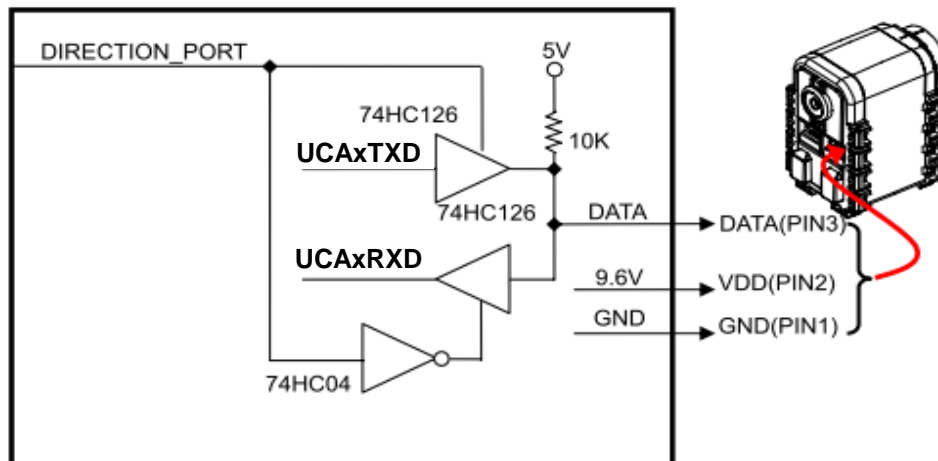 DIRECTION_PORT
5V
74HC126
10K
UCAxTXD
74HC126
DATA
DATA(PIN3)
UCAxRXD
9.6V
VDD(PIN2)
GND
GND(PIN1)
74HC04